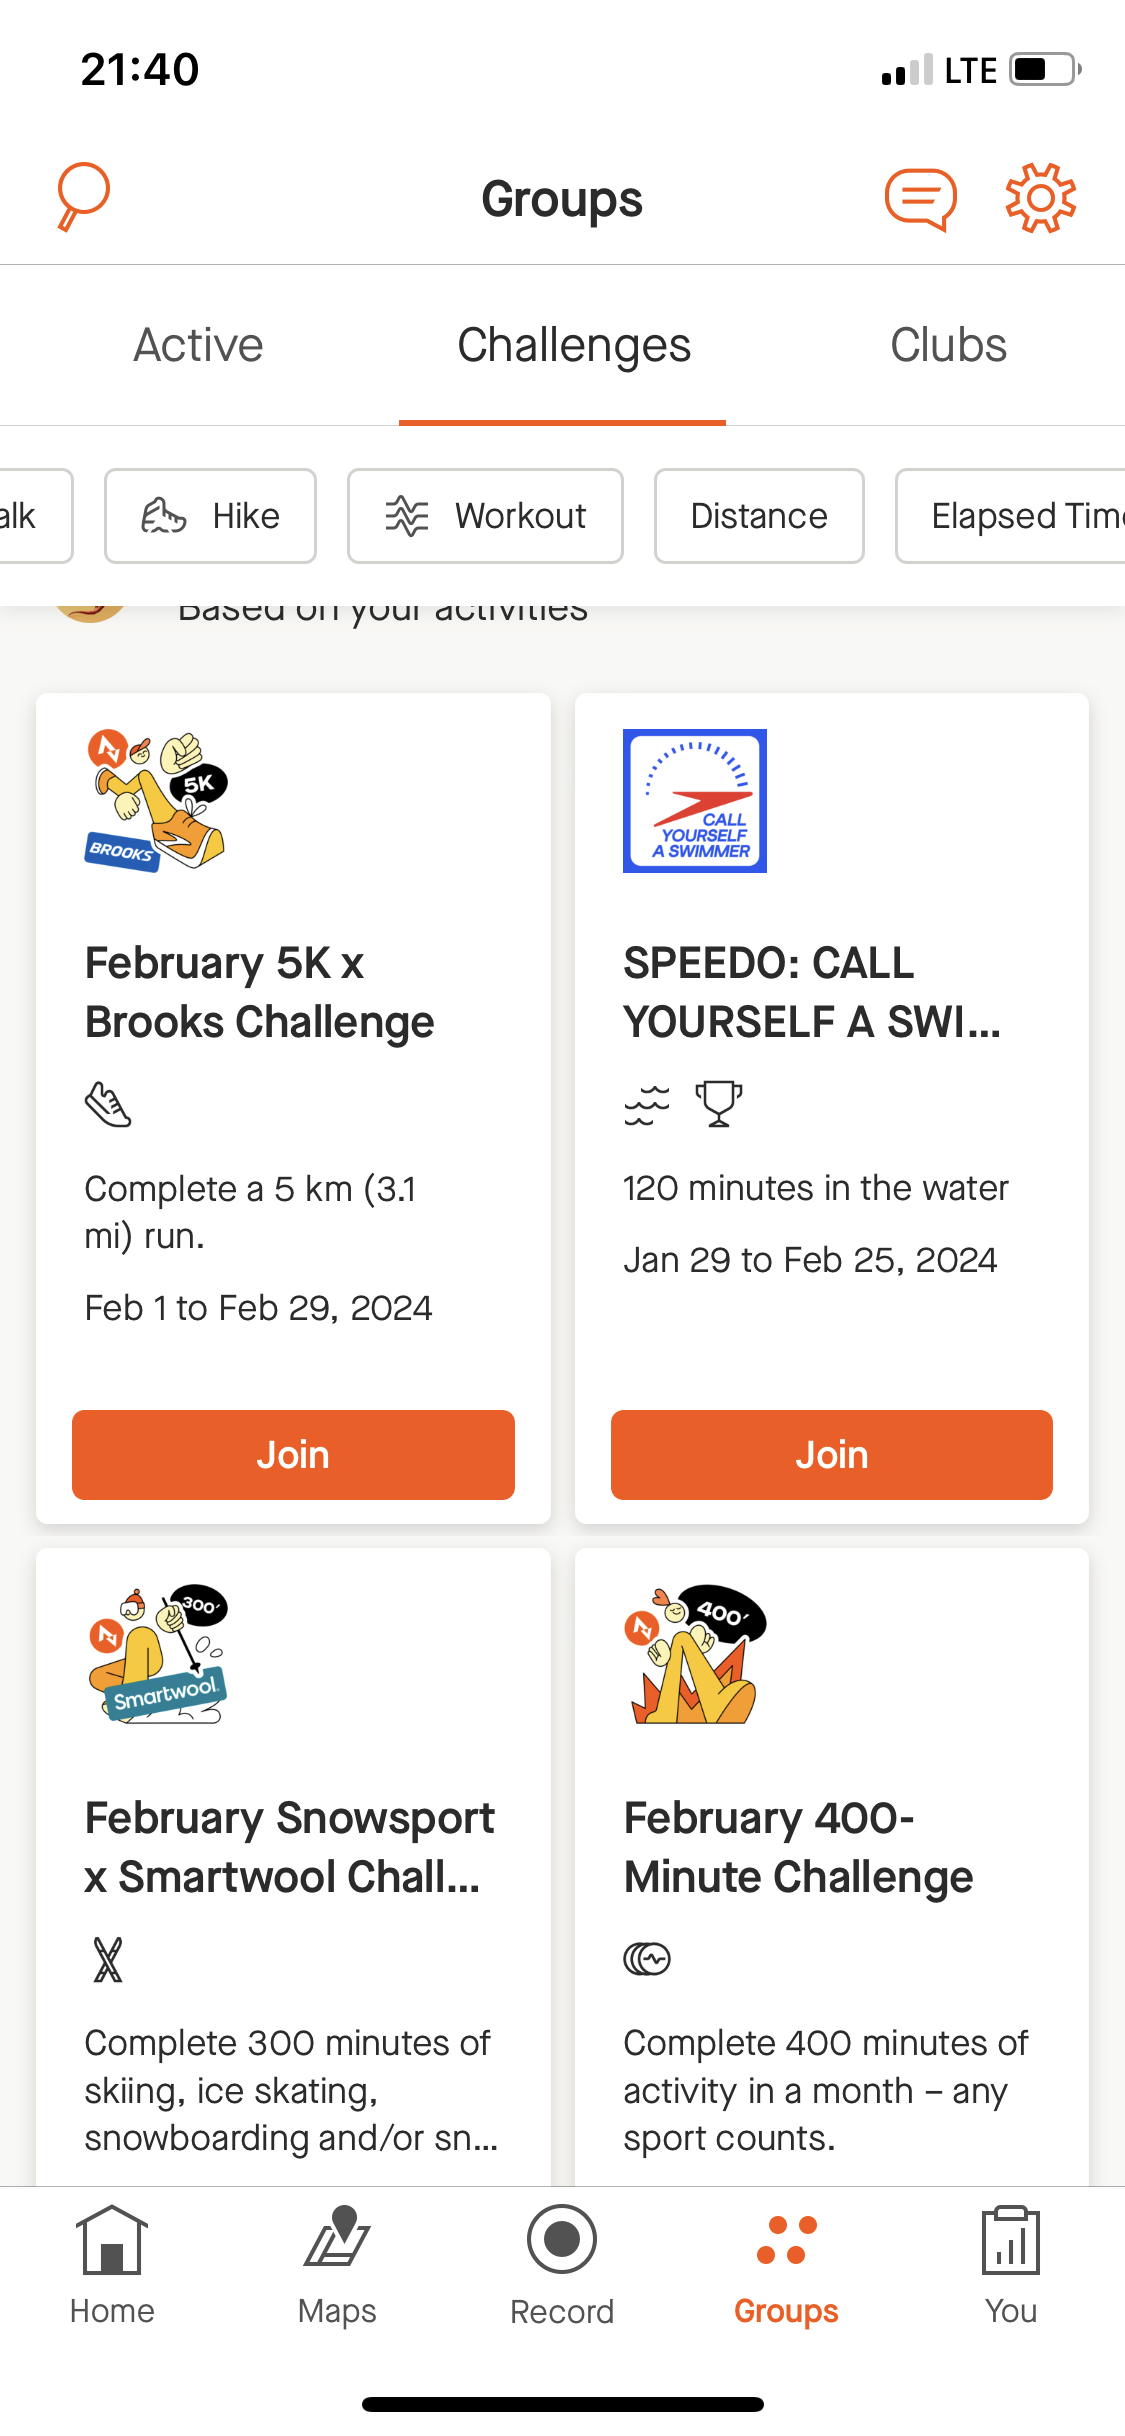 21:40
LTE
Groups
Active
Challenges
Clubs
alk
Hike
Workout
Distance
Elapsed Time
Based on your activities
5K
BROOKS
February 5K x
Brooks Challenge
Complete a 5 km (3.1
mi) run.
Feb 1 to Feb 29, 2024
Join
CALL
YOURSELF
A SWIMMER
SPEEDO: CALL
YOURSELF A SWI...
120 minutes in the water
Jan 29 to Feb 25, 2024
Join
300'
Smartwool
February Snowsport
x Smartwool Chall...
Complete 300 minutes of
skiing, ice skating,
snowboarding and/or sn...
400'
February 400-
Minute Challenge
Complete 400 minutes of
activity in a month – any
sport counts.
Home
Maps
Record
Groups
You